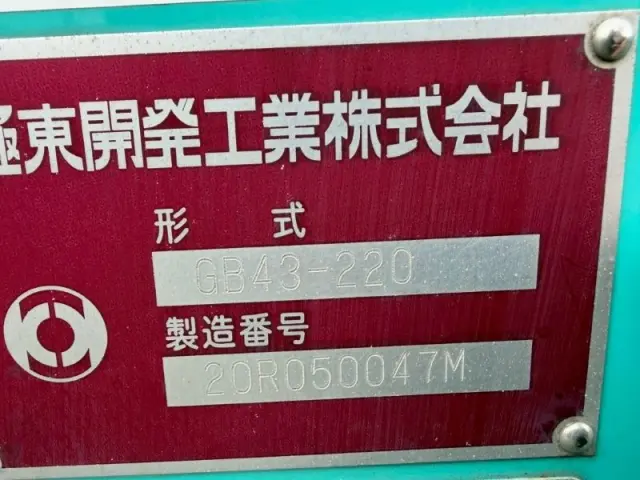 極東開発工業株式会社
形 式
GB43-220
製造番号
20R050047M